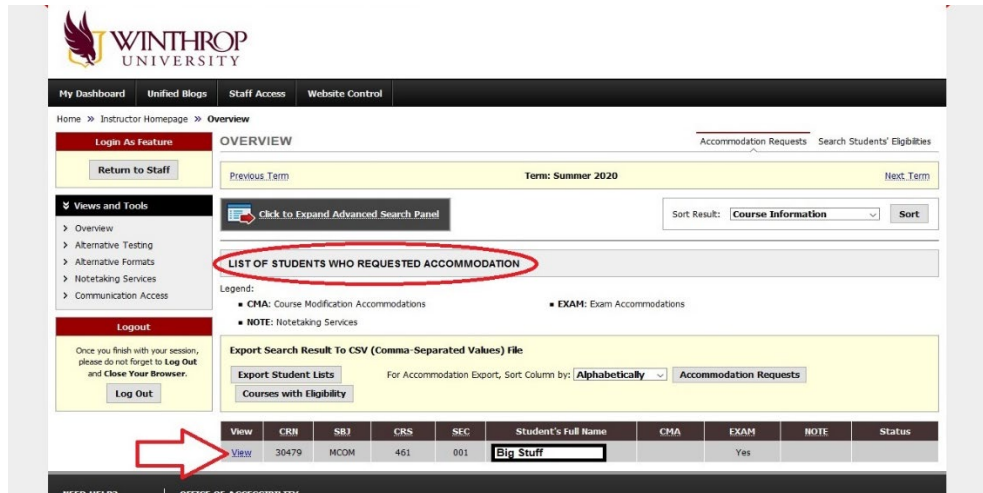 WINTHROP
UNIVERSITY
My Dashboard Unified Blogs Staff Access Website Control
Home » Instructor Homepage » Overview
Login As Feature
Return to Staff
Views and Tools
Overview
Alternative Testing
Alternative Formats
Notetaking Services
Communication Access
Logout
Once you finish with your session,
please do not forget to Log Out
and Close Your Browser.
Log Out
OVERVIEW
Accommodation Requests Search Students' Eligibilities
Previous Term Term: Summer 2020 Next Term
Click to Expand Advanced Search Panel
Sort Result: Course Information Sort
LIST OF STUDENTS WHO REQUESTED ACCOMMODATION
Legend:
CMA: Course Modification Accommodations EXAM: Exam Accommodations
NOTE: Notetaking Services
Export Search Result To CSV (Comma-Separated Values) File
Export Student Lists For Accommodation Export, Sort Column by: Alphabetically Accommodation Requests
Courses with Eligibility
View CRN SBJ CRS SEC Student's Full Name CMA EXAM NOTE Status
View 30479 MCOM 461 001 Big Stuff Yes
NEED HELP? OFFICE OF ACCESSIBILITY